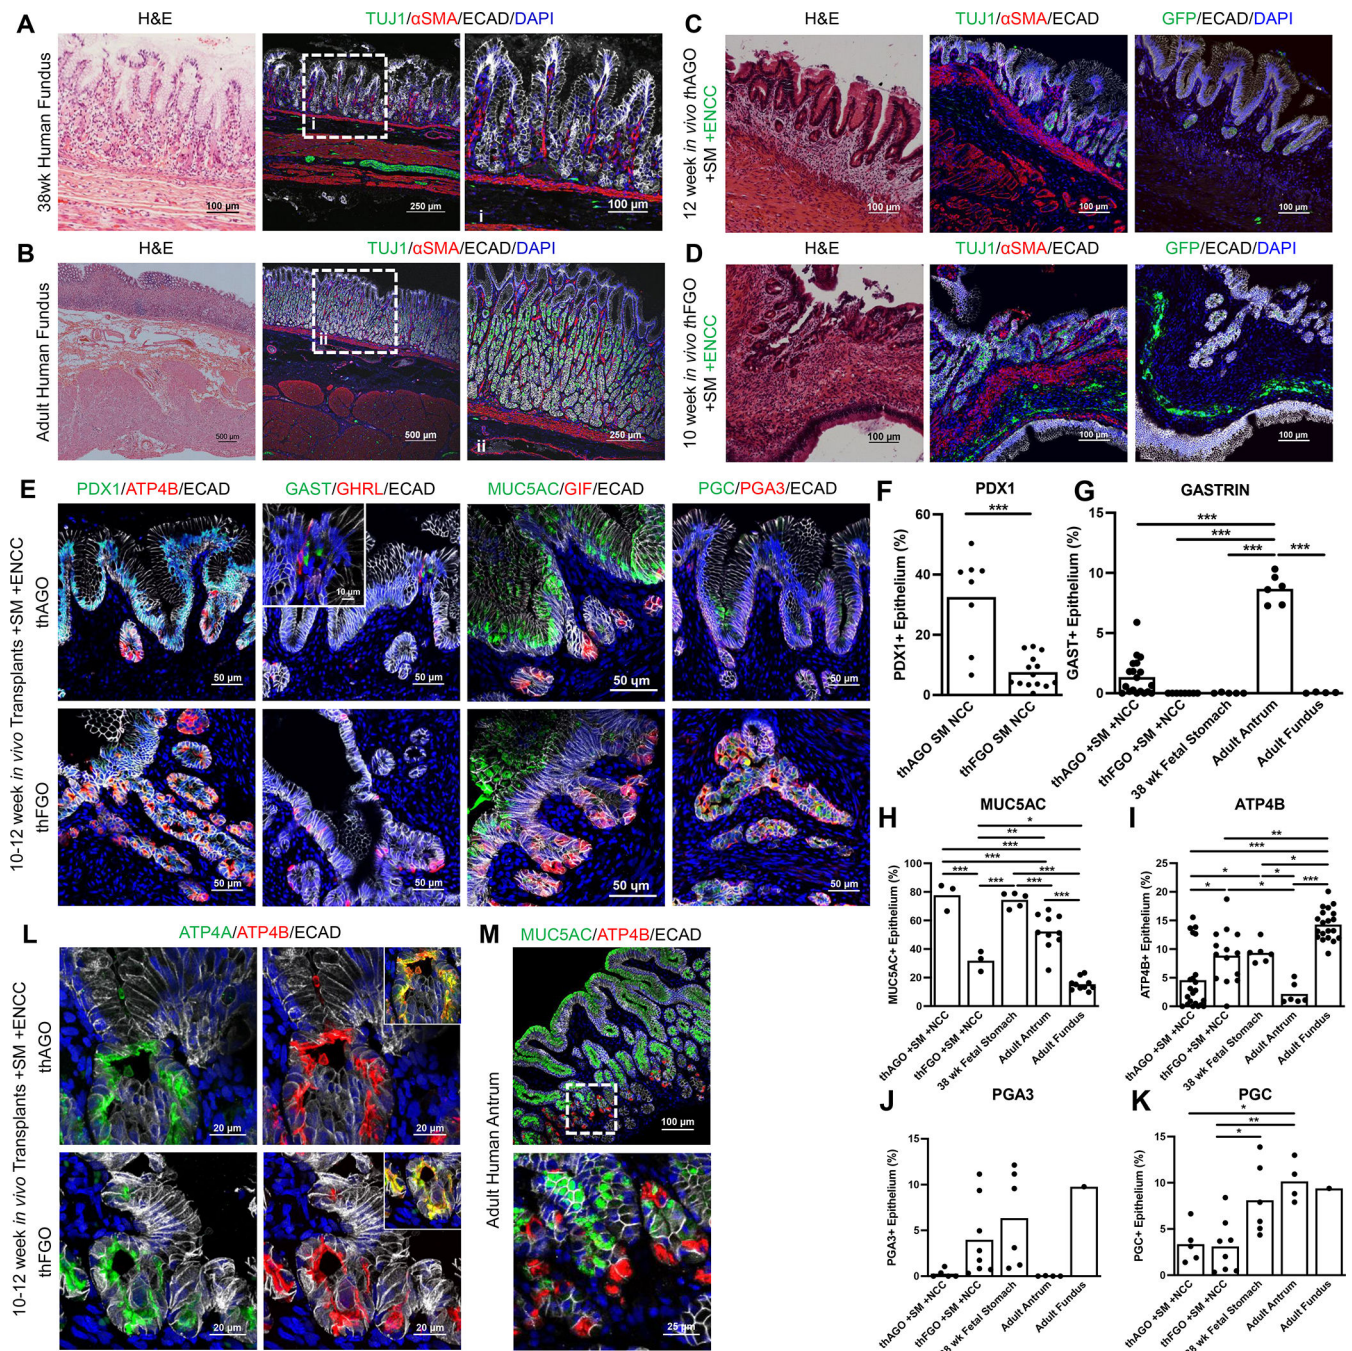 A
H&E
TUJ1/αSMA/ECAD/DAPI
38wk Human Fundus
100 µm
i
250 µm
100 µm
i
B
H&E
TUJ1/αSMA/ECAD/DAPI
Adult Human Fundus
500 µm
ii
500 µm
250 µm
ii
C
H&E
TUJ1/αSMA/ECAD
GFP/ECAD/DAPI
12 week in vivo thAGO
+SM +ENCC
100 µm
100 µm
100 µm
D
H&E
TUJ1/αSMA/ECAD
GFP/ECAD/DAPI
10 week in vivo thFGO
+SM +ENCC
100 µm
100 µm
100 µm
E
PDX1/ATP4B/ECAD
GAST/GHRL/ECAD
MUC5AC/GIF/ECAD
PGC/PGA3/ECAD
10-12 week in vivo Transplants +SM +ENCC
thAGO
thFGO
50 µm
10 µm
50 µm
50 µm
50 µm
50 µm
50 µm
50 µm
50 µm
F
PDX1
***
PDX1+ Epithelium (%)
60
40
20
0
thAGO SM NCC
thFGO SM NCC
G
GASTRIN
***
***
*** ***
GAST+ Epithelium (%)
15
10
5
0
thAGO +SM +NCC
thFGO +SM +NCC
38 wk Fetal Stomach
Adult Antrum
Adult Fundus
H
MUC5AC
*
**
***
***
***
*** *** ***
***
MUC5AC+ Epithelium (%)
100
80
60
40
20
0
thAGO +SM +NCC
thFGO +SM +NCC
38 wk Fetal Stomach
Adult Antrum
Adult Fundus
I
ATP4B
**
***
*
* *
* * ***
ATP4B+ Epithelium (%)
25
20
15
10
5
0
thAGO +SM +NCC
thFGO +SM +NCC
38 wk Fetal Stomach
Adult Antrum
Adult Fundus
J
PGA3
PGA3+ Epithelium (%)
15
10
5
0
thAGO +SM +NCC
thFGO +SM +NCC
38 wk Fetal Stomach
Adult Antrum
Adult Fundus
K
PGC
*
**
*
PGC+ Epithelium (%)
15
10
5
0
thAGO +SM +NCC
thFGO +SM +NCC
38 wk Fetal Stomach
Adult Antrum
Adult Fundus
L
ATP4A/ATP4B/ECAD
10-12 week in vivo Transplants +SM +ENCC
thAGO
thFGO
20 µm
20 µm
20 µm
20 µm
M
MUC5AC/ATP4B/ECAD
Adult Human Antrum
100 µm
25 µm